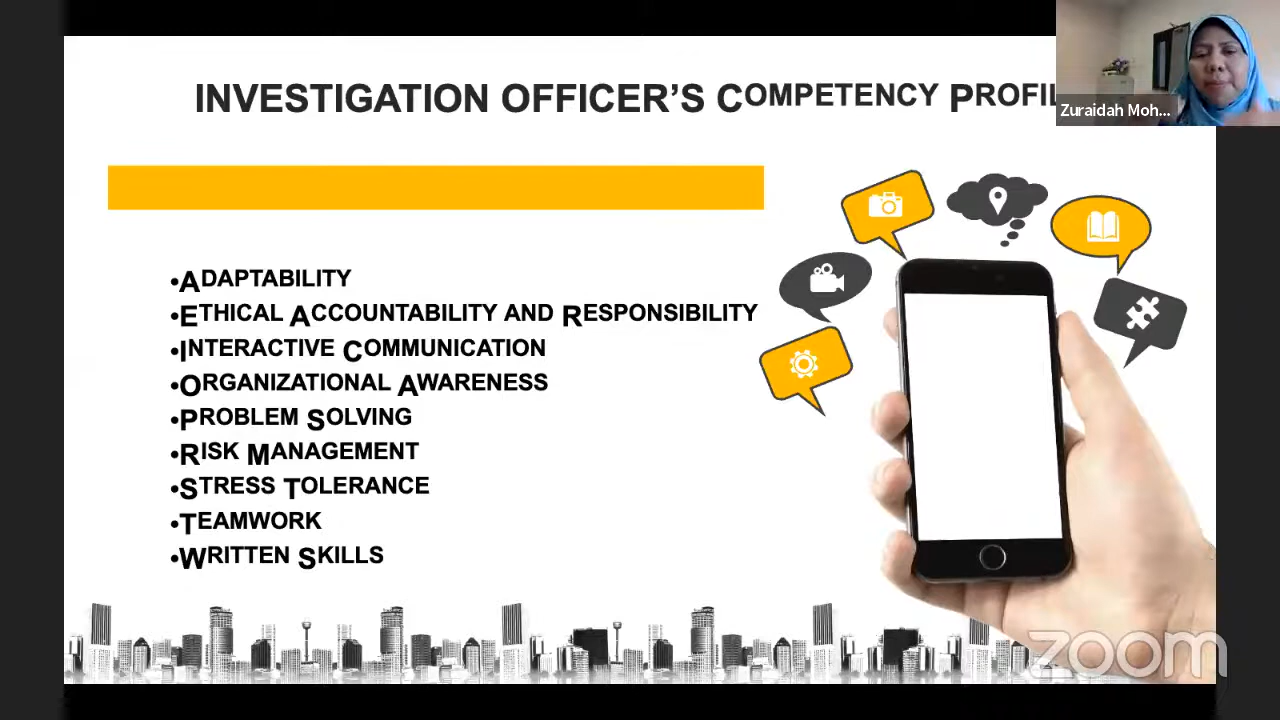 INVESTIGATION OFFICER'S COMPETENCY PROFIL
Zuraidah Moh...
•ADAPTABILITY
•ETHICAL ACCOUNTABILITY AND RESPONSIBILITY
•INTERACTIVE COMMUNICATION
•ORGANIZATIONAL AWARENESS
•PROBLEM SOLVING
•RISK MANAGEMENT
•STRESS TOLERANCE
•TEAMWORK
•WRITTEN SKILLS
zoom